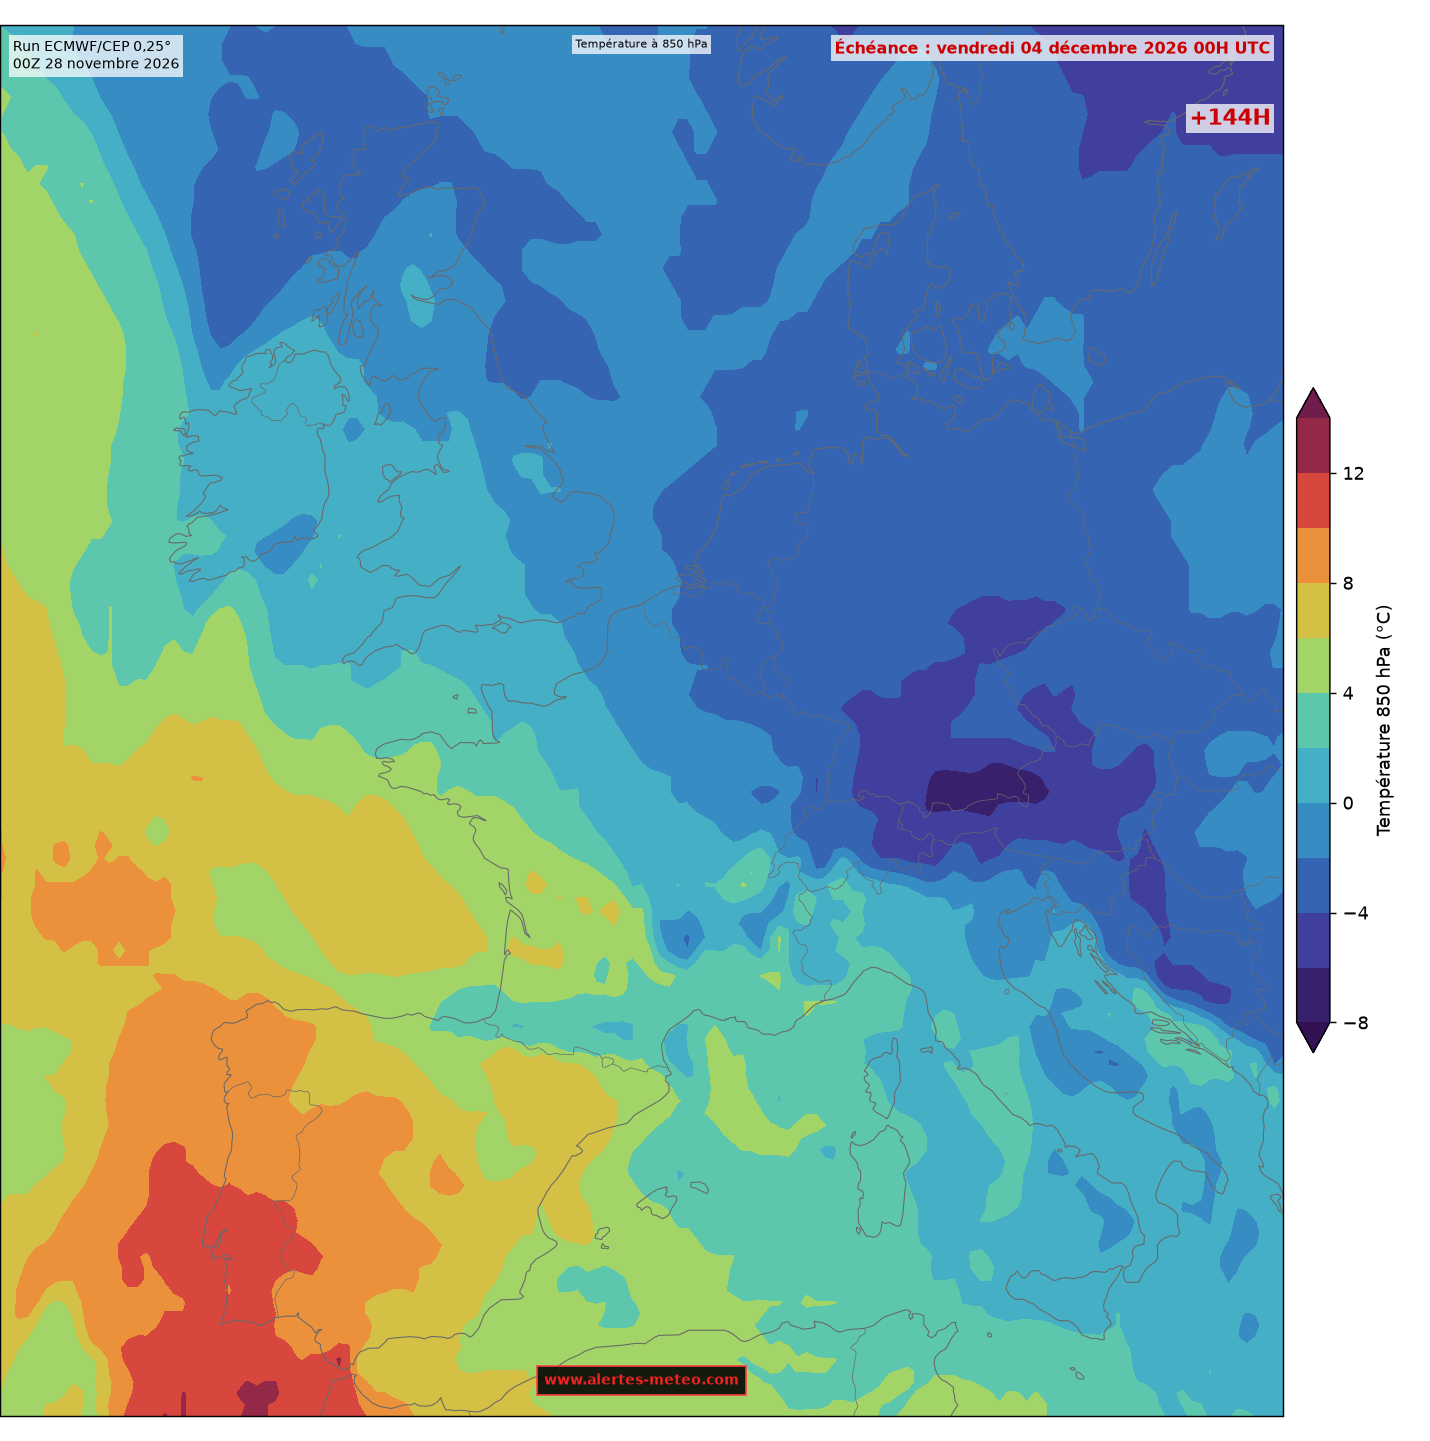 Run ECMWF/CEP 0,25°
00Z 28 novembre 2026
Température à 850 hPa
Échéance : vendredi 04 décembre 2026 00H UTC
+144H
12
8
4
0
−4
−8
Température 850 hPa (°C)
www.alertes-meteo.com